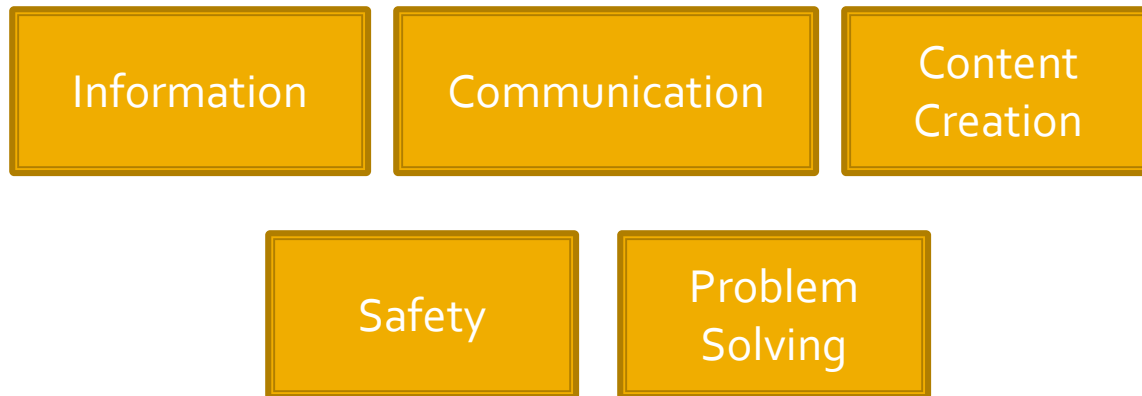 Information
Communication
Content
Creation
Safety
Problem
Solving